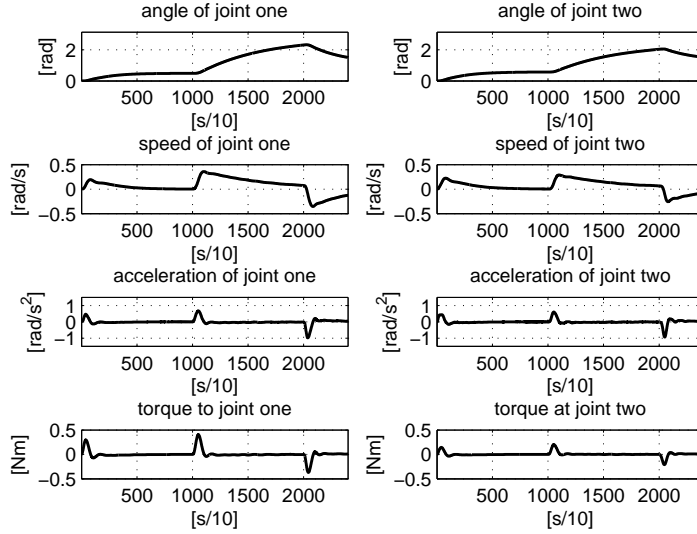 angle of joint one
angle of joint two
[rad]
2
0
500 1000 1500 2000
[s/10]
[rad]
2
0
500 1000 1500 2000
[s/10]
speed of joint one
speed of joint two
[rad/s]
0.5
0
−0.5
500 1000 1500 2000
[s/10]
[rad/s]
0.5
0
−0.5
500 1000 1500 2000
[s/10]
acceleration of joint one
acceleration of joint two
[rad/s²]
1
0
−1
500 1000 1500 2000
[s/10]
[rad/s²]
1
0
−1
500 1000 1500 2000
[s/10]
torque to joint one
torque at joint two
[Nm]
0.5
0
−0.5
500 1000 1500 2000
[s/10]
[Nm]
0.5
0
−0.5
500 1000 1500 2000
[s/10]